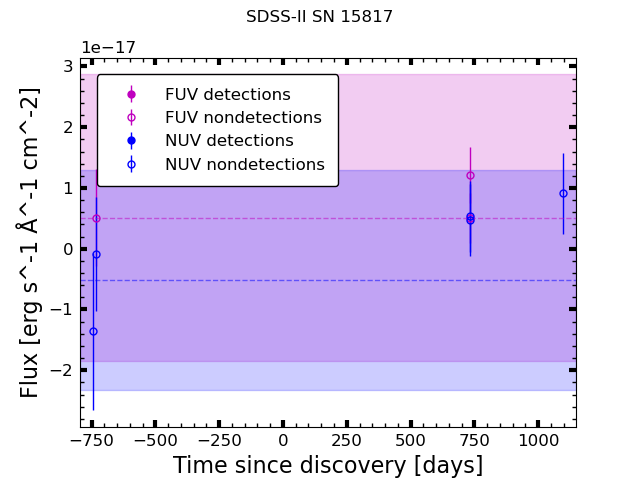 SDSS-II SN 15817
1e−17
3
2
1
0
−1
−2
FUV detections
FUV nondetections
NUV detections
NUV nondetections
Flux [erg s^-1 Å^-1 cm^-2]
−750 −500 −250 0 250 500 750 1000
Time since discovery [days]